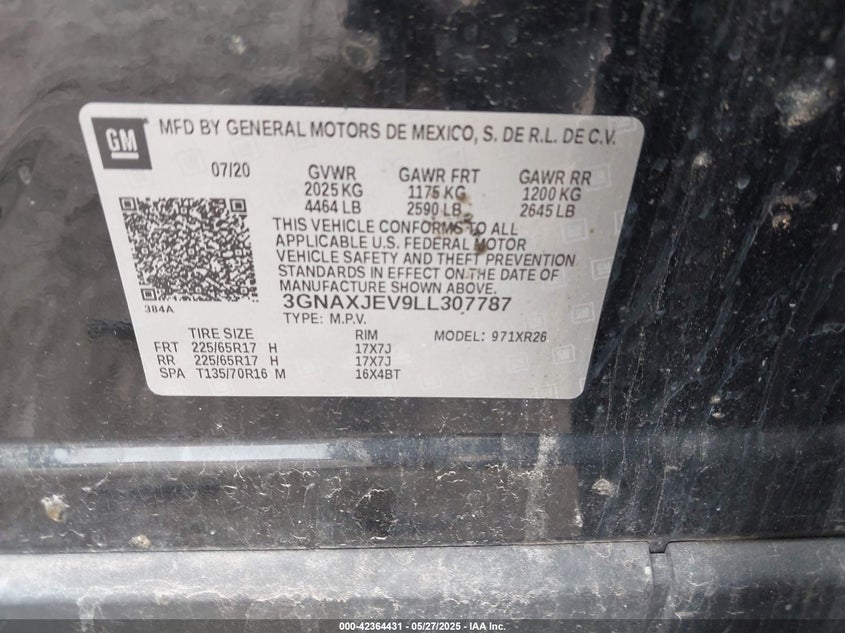 GM
MFD BY GENERAL MOTORS DE MEXICO, S. DE R.L. DE C.V.
07/20 GVWR GAWR FRT GAWR RR
2025 KG 1175 KG 1200 KG
4464 LB 2590 LB 2645 LB
THIS VEHICLE CONFORMS TO ALL
APPLICABLE U.S. FEDERAL MOTOR
VEHICLE SAFETY AND THEFT PREVENTION
STANDARDS IN EFFECT ON THE DATE OF
MANUFACTURE SHOWN ABOVE.
384A
3GNAXJEV9LL307787
TYPE: M.P.V.
TIRE SIZE RIM MODEL: 971XR26
FRT 225/65R17 H 17X7J
RR 225/65R17 H 17X7J
SPA T135/70R16 M 16X4BT
000-42364431 - 05/27/2025 - IAA Inc.